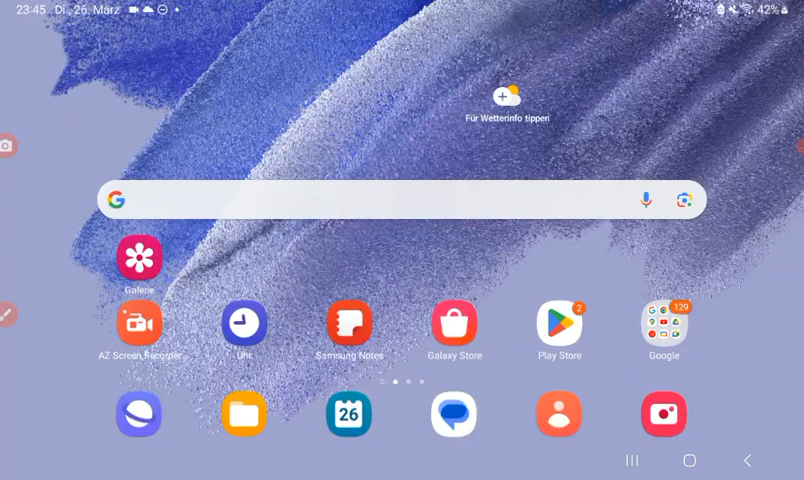 23:45 Di., 26. März
42%
Für Wetterinfo tippen
Galerie
AZ Screen Recorder
Uhr
Samsung Notes
Galaxy Store
2
Play Store
129
Google
26